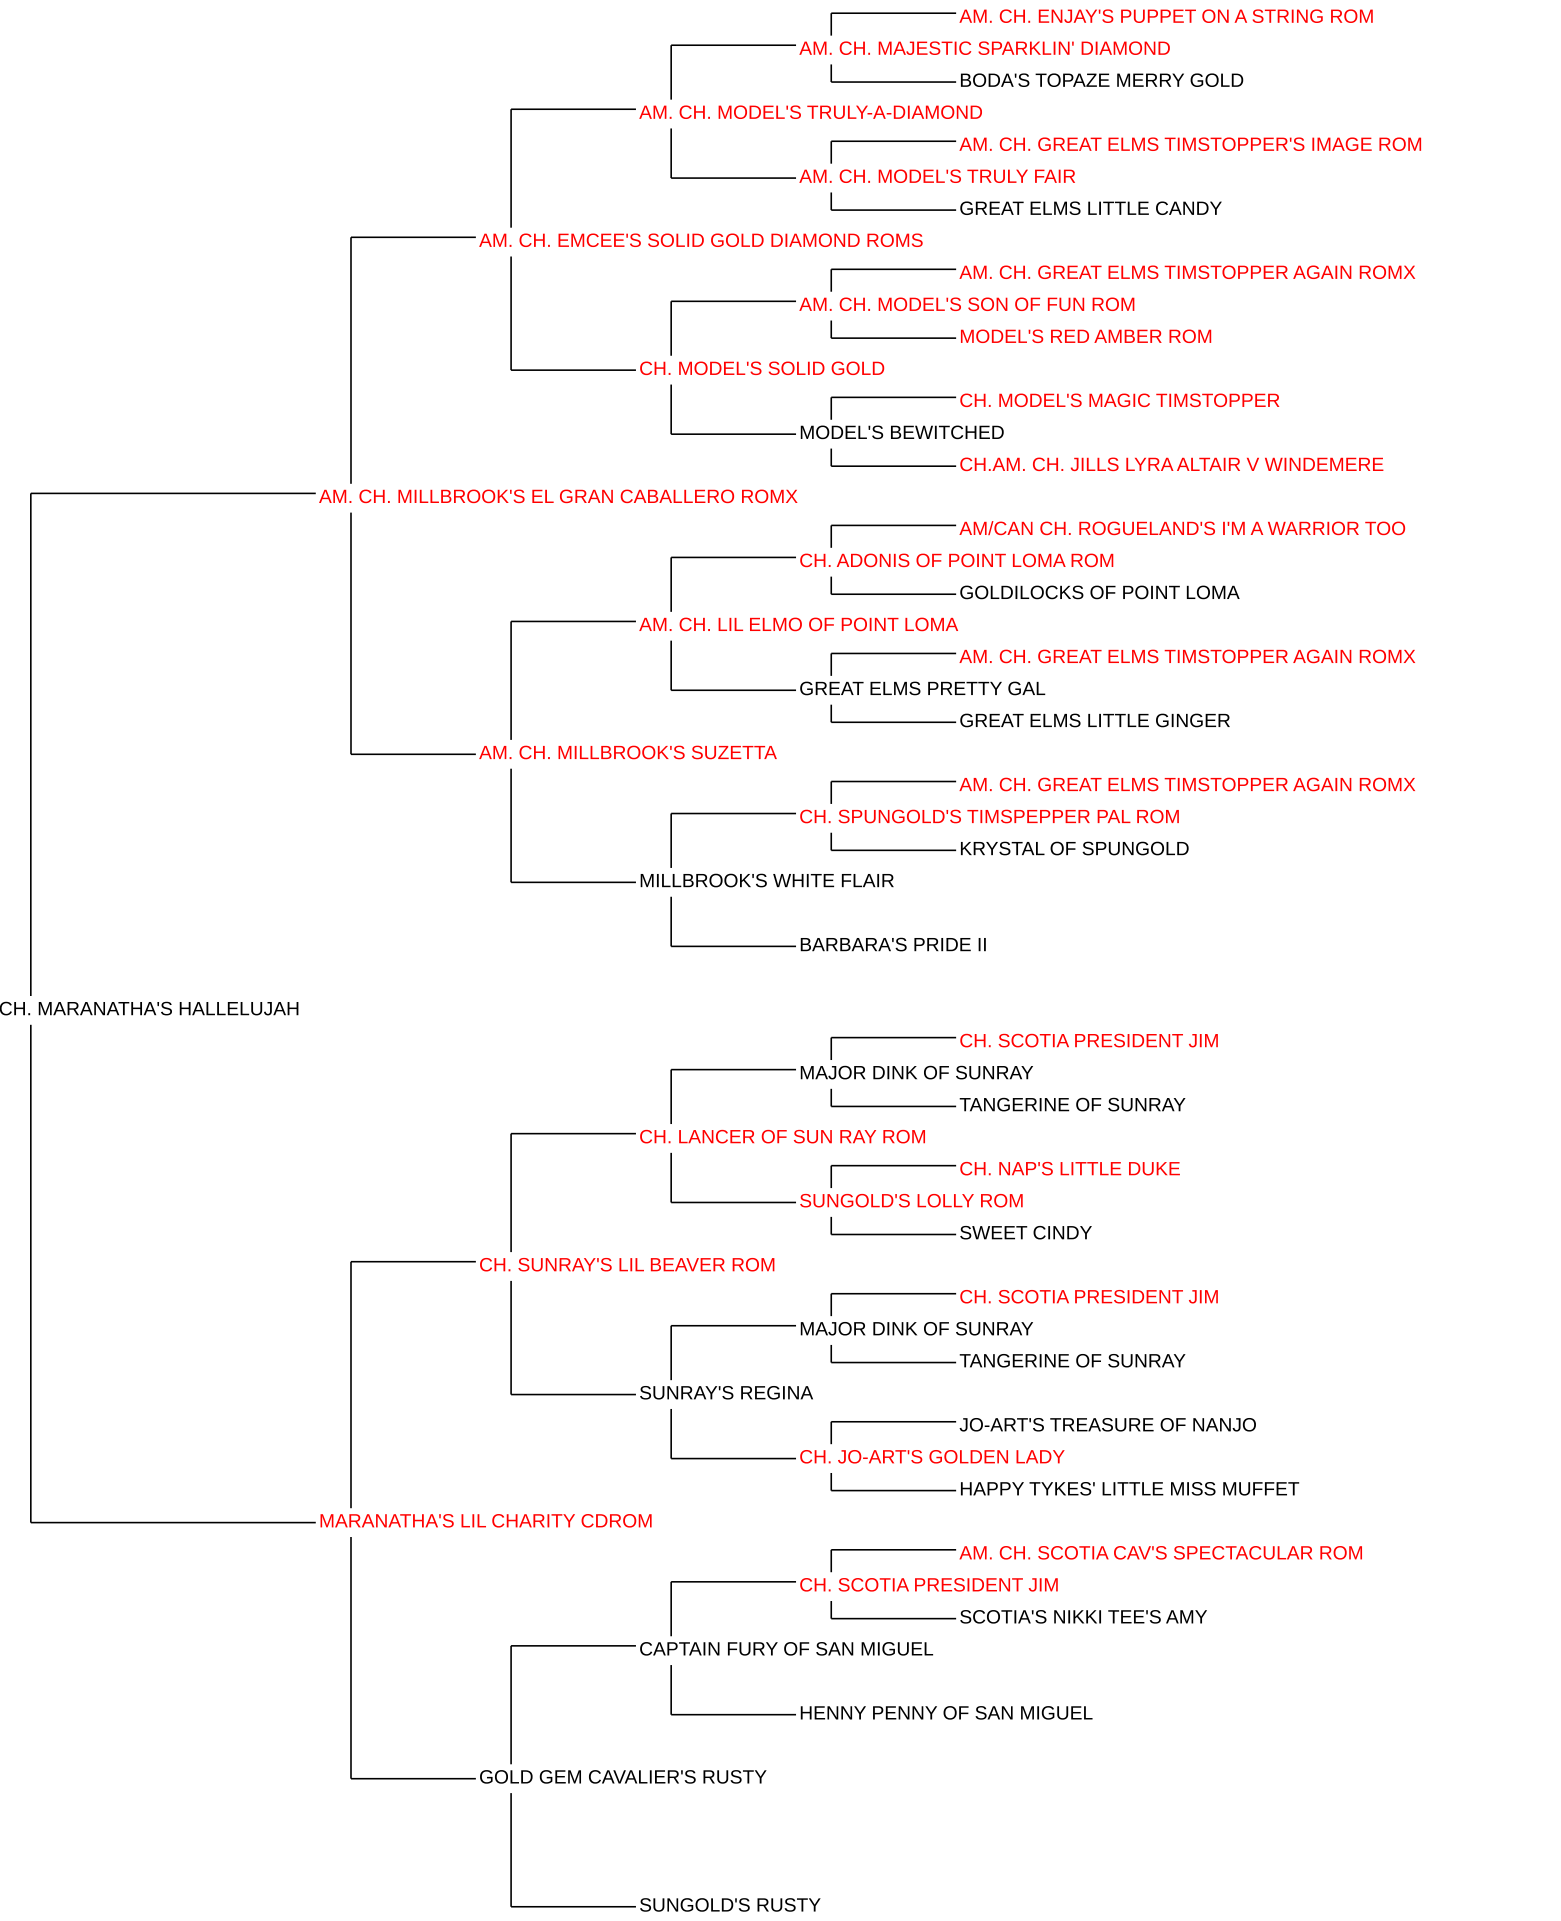 AM. CH. ENJAY'S PUPPET ON A STRING ROM
AM. CH. MAJESTIC SPARKLIN' DIAMOND
BODA'S TOPAZE MERRY GOLD
AM. CH. MODEL'S TRULY-A-DIAMOND
AM. CH. GREAT ELMS TIMSTOPPER'S IMAGE ROM
AM. CH. MODEL'S TRULY FAIR
GREAT ELMS LITTLE CANDY
AM. CH. EMCEE'S SOLID GOLD DIAMOND ROMS
AM. CH. GREAT ELMS TIMSTOPPER AGAIN ROMX
AM. CH. MODEL'S SON OF FUN ROM
MODEL'S RED AMBER ROM
CH. MODEL'S SOLID GOLD
CH. MODEL'S MAGIC TIMSTOPPER
MODEL'S BEWITCHED
CH.AM. CH. JILLS LYRA ALTAIR V WINDEMERE
AM. CH. MILLBROOK'S EL GRAN CABALLERO ROMX
AM/CAN CH. ROGUELAND'S I'M A WARRIOR TOO
CH. ADONIS OF POINT LOMA ROM
GOLDILOCKS OF POINT LOMA
AM. CH. LIL ELMO OF POINT LOMA
AM. CH. GREAT ELMS TIMSTOPPER AGAIN ROMX
GREAT ELMS PRETTY GAL
GREAT ELMS LITTLE GINGER
AM. CH. MILLBROOK'S SUZETTA
AM. CH. GREAT ELMS TIMSTOPPER AGAIN ROMX
CH. SPUNGOLD'S TIMSPEPPER PAL ROM
KRYSTAL OF SPUNGOLD
MILLBROOK'S WHITE FLAIR
BARBARA'S PRIDE II
CH. MARANATHA'S HALLELUJAH
CH. SCOTIA PRESIDENT JIM
MAJOR DINK OF SUNRAY
TANGERINE OF SUNRAY
CH. LANCER OF SUN RAY ROM
CH. NAP'S LITTLE DUKE
SUNGOLD'S LOLLY ROM
SWEET CINDY
CH. SUNRAY'S LIL BEAVER ROM
CH. SCOTIA PRESIDENT JIM
MAJOR DINK OF SUNRAY
TANGERINE OF SUNRAY
SUNRAY'S REGINA
JO-ART'S TREASURE OF NANJO
CH. JO-ART'S GOLDEN LADY
HAPPY TYKES' LITTLE MISS MUFFET
MARANATHA'S LIL CHARITY CDROM
AM. CH. SCOTIA CAV'S SPECTACULAR ROM
CH. SCOTIA PRESIDENT JIM
SCOTIA'S NIKKI TEE'S AMY
CAPTAIN FURY OF SAN MIGUEL
HENNY PENNY OF SAN MIGUEL
GOLD GEM CAVALIER'S RUSTY
SUNGOLD'S RUSTY